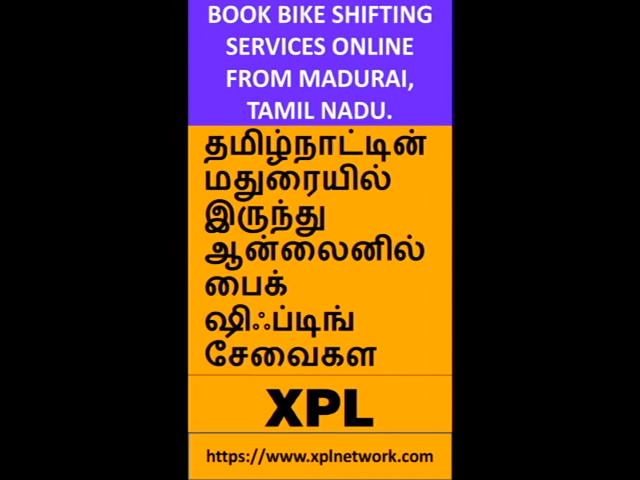 BOOK BIKE SHIFTING
SERVICES ONLINE
FROM MADURAI,
TAMIL NADU.
தமிழ்நாட்டின்
மதுரையில்
இருந்து
ஆன்லைனில்
பைக்
ஷிஃப்டிங்
சேவைகள
XPL
https://www.xplnetwork.com